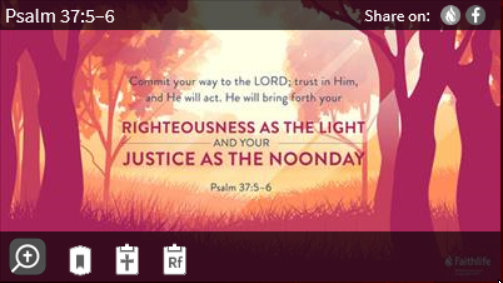 Psalm 37:5–6
Share on:
Commit your way to the LORD; trust in Him,
and He will act. He will bring forth your
RIGHTEOUSNESS AS THE LIGHT
AND YOUR
JUSTICE AS THE NOONDAY
Psalm 37:5–6
Rf
Faithlife